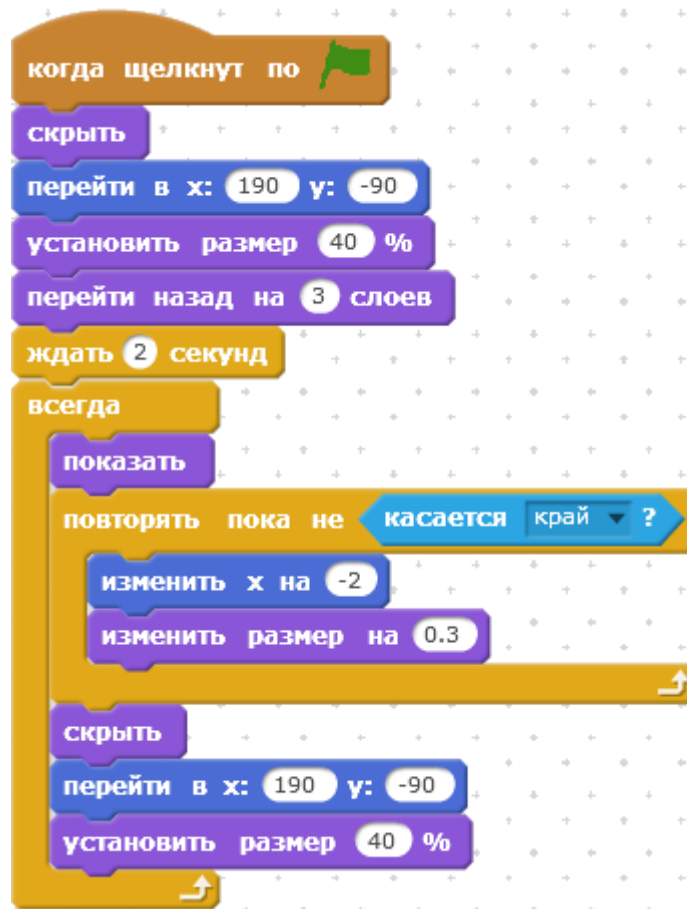 когда щелкнут по
скрыть
перейти в x: 190 y: -90
установить размер 40 %
перейти назад на 3 слоев
ждать 2 секунд
всегда
показать
повторять пока не касается край ?
изменить x на -2
изменить размер на 0.3
скрыть
перейти в x: 190 y: -90
установить размер 40 %